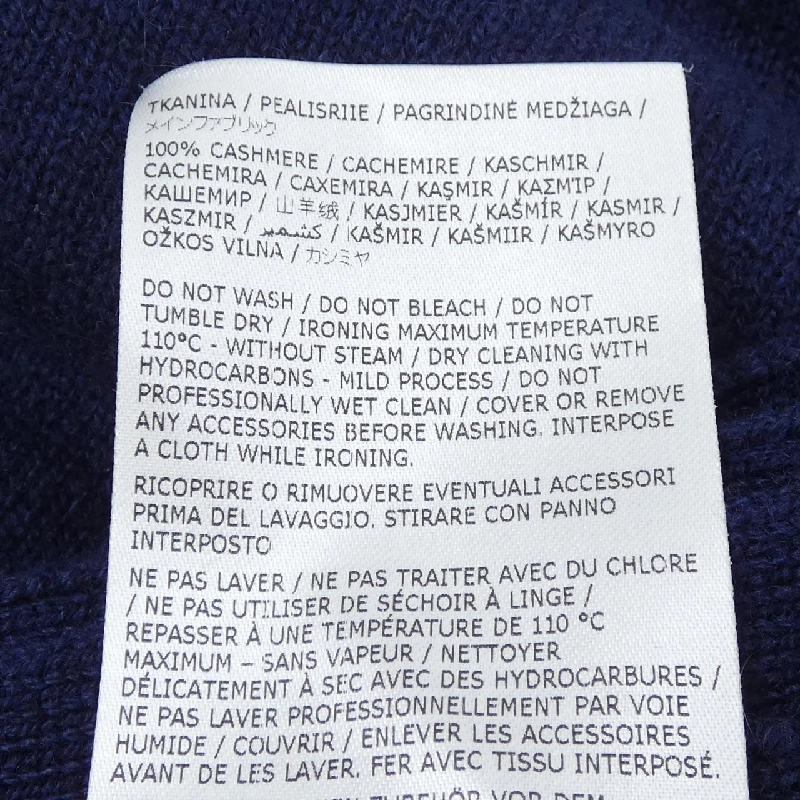 TKANINA / PEALISRIIE / PAGRINDINĖ MEDŽIAGA /
メインファブリック
100% CASHMERE / CACHEMIRE / KASCHMIR /
CACHEMIRA / CAXEMIRA / KAŞMIR / ΚΑΣΜΊΡ /
КАШЕМИР / 山羊绒 / KASJMIER / KAŠMÍR / KASMIR /
KASZMIR / كشمير / KAŠMIR / KAŠMIIR / KAŠMYRO
OŽKOS VILNA / カシミヤ
DO NOT WASH / DO NOT BLEACH / DO NOT
TUMBLE DRY / IRONING MAXIMUM TEMPERATURE
110°C - WITHOUT STEAM / DRY CLEANING WITH
HYDROCARBONS - MILD PROCESS / DO NOT
PROFESSIONALLY WET CLEAN / COVER OR REMOVE
ANY ACCESSORIES BEFORE WASHING. INTERPOSE
A CLOTH WHILE IRONING.
RICOPRIRE O RIMUOVERE EVENTUALI ACCESSORI
PRIMA DEL LAVAGGIO. STIRARE CON PANNO
INTERPOSTO
NE PAS LAVER / NE PAS TRAITER AVEC DU CHLORE
/ NE PAS UTILISER DE SÉCHOIR À LINGE /
REPASSER À UNE TEMPÉRATURE DE 110 °C
MAXIMUM – SANS VAPEUR / NETTOYER
DÉLICATEMENT À SEC AVEC DES HYDROCARBURES /
NE PAS LAVER PROFESSIONNELLEMENT PAR VOIE
HUMIDE / COUVRIR / ENLEVER LES ACCESSOIRES
AVANT DE LES LAVER. FER AVEC TISSU INTERPOSÉ.
ZUBEHÖR VOR DEM